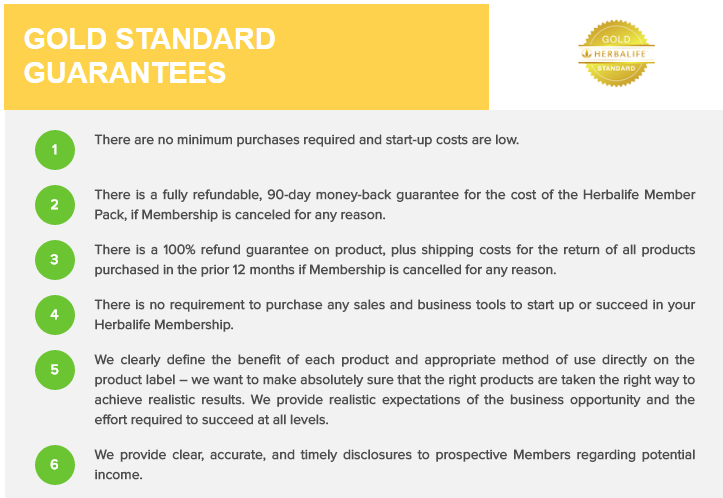 GOLD STANDARD
GUARANTEES
GOLD
HERBALIFE
STANDARD
1
There are no minimum purchases required and start-up costs are low.
2
There is a fully refundable, 90-day money-back guarantee for the cost of the Herbalife Member
Pack, if Membership is canceled for any reason.
3
There is a 100% refund guarantee on product, plus shipping costs for the return of all products
purchased in the prior 12 months if Membership is cancelled for any reason.
4
There is no requirement to purchase any sales and business tools to start up or succeed in your
Herbalife Membership.
5
We clearly define the benefit of each product and appropriate method of use directly on the
product label – we want to make absolutely sure that the right products are taken the right way to
achieve realistic results. We provide realistic expectations of the business opportunity and the
effort required to succeed at all levels.
6
We provide clear, accurate, and timely disclosures to prospective Members regarding potential
income.